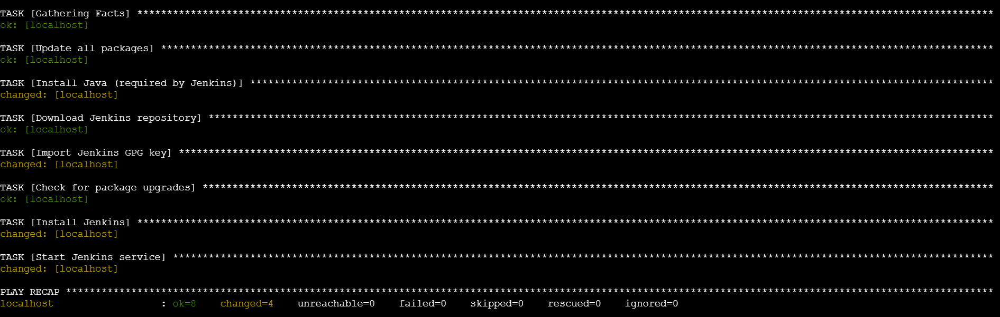 TASK [Gathering Facts] ************************************************************************************************************************************************
ok: [localhost]
TASK [Update all packages] ********************************************************************************************************************************************
ok: [localhost]
TASK [Install Java (required by Jenkins)] *****************************************************************************************************************************
changed: [localhost]
TASK [Download Jenkins repository] ************************************************************************************************************************************
ok: [localhost]
TASK [Import Jenkins GPG key] *****************************************************************************************************************************************
changed: [localhost]
TASK [Check for package upgrades] *************************************************************************************************************************************
ok: [localhost]
TASK [Install Jenkins] ************************************************************************************************************************************************
changed: [localhost]
TASK [Start Jenkins service] ******************************************************************************************************************************************
changed: [localhost]
PLAY RECAP ************************************************************************************************************************************************************
localhost                  : ok=8    changed=4    unreachable=0    failed=0    skipped=0    rescued=0    ignored=0